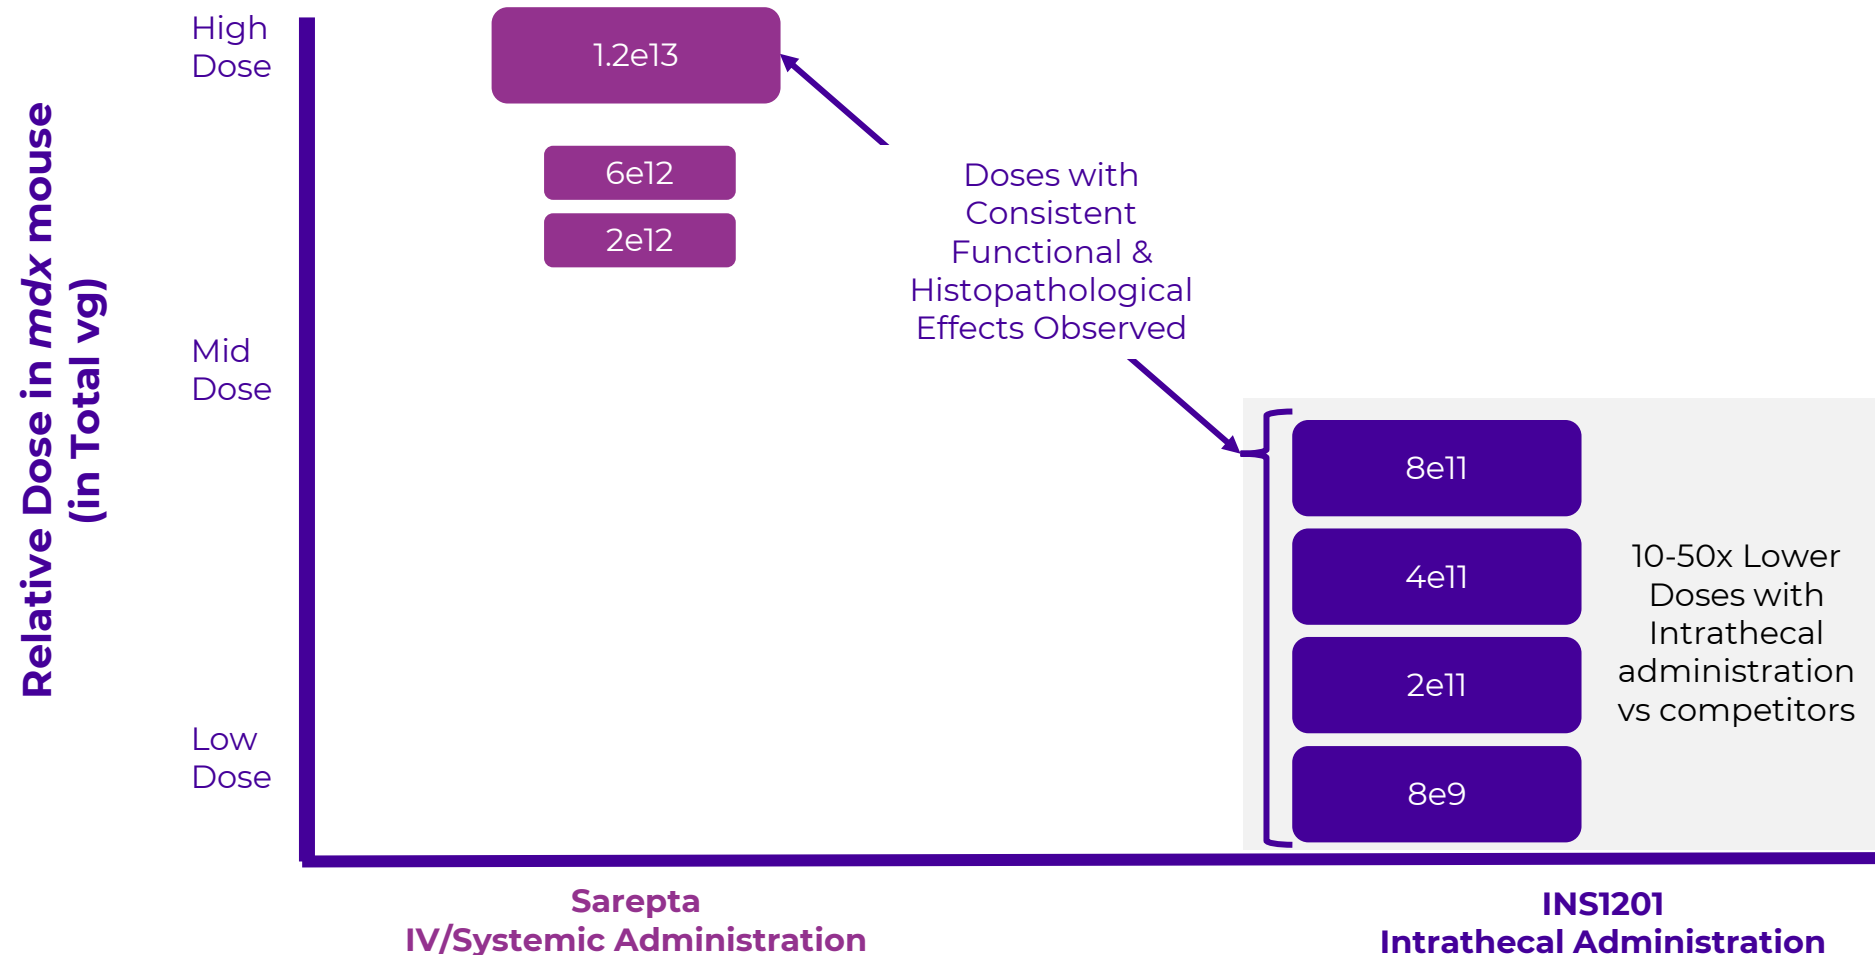 Relative Dose in mdx mouse
(in Total vg)
High
Dose
Mid
Dose
Low
Dose
1.2e13
6e12
2e12
Doses with
Consistent
Functional &
Histopathological
Effects Observed
8e11
4e11
2e11
8e9
10-50x Lower
Doses with
Intrathecal
administration
vs competitors
Sarepta
IV/Systemic Administration
INS1201
Intrathecal Administration